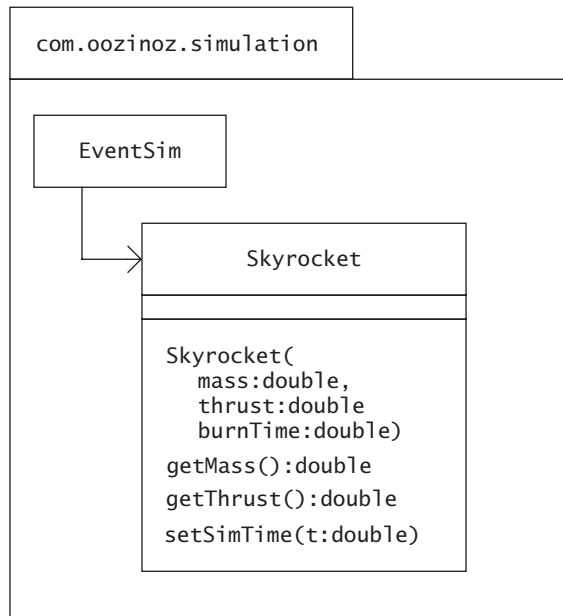 com.oozinoz.simulation
EventSim
Skyrocket
Skyrocket(
mass:double,
thrust:double
burnTime:double)
getMass():double
getThrust():double
setSimTime(t:double)